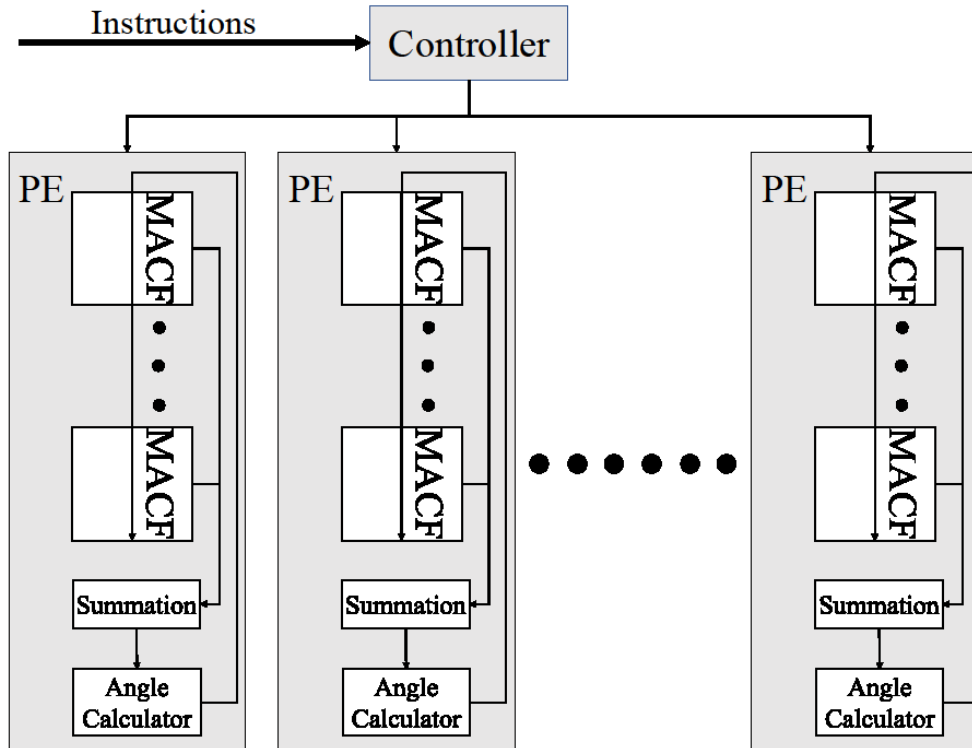 Instructions
Controller
PE
MACF
MACF
Summation
Angle
Calculator
PE
MACF
MACF
Summation
Angle
Calculator
PE
MACF
MACF
Summation
Angle
Calculator